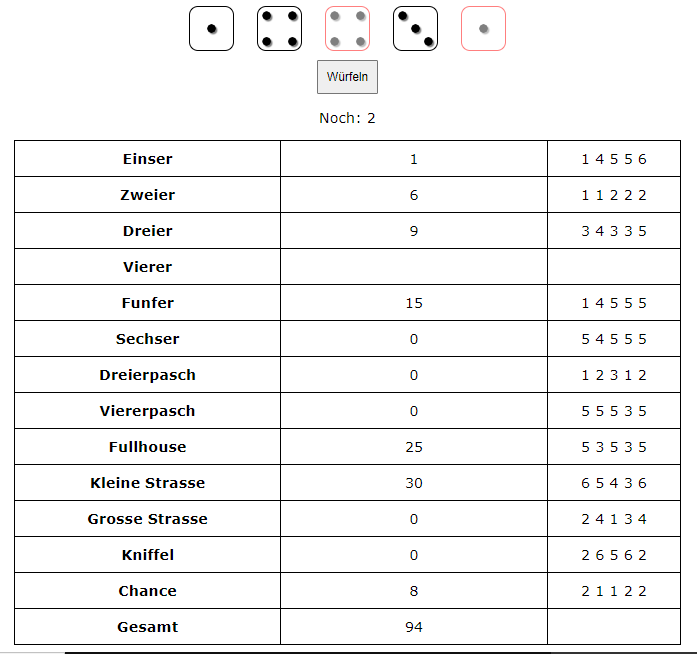 Würfeln
Noch: 2
Einser 1 1 4 5 5 6
Zweier 6 1 1 2 2 2
Dreier 9 3 4 3 3 5
Vierer
Funfer 15 1 4 5 5 5
Sechser 0 5 4 5 5 5
Dreierpasch 0 1 2 3 1 2
Viererpasch 0 5 5 5 3 5
Fullhouse 25 5 3 5 3 5
Kleine Strasse 30 6 5 4 3 6
Grosse Strasse 0 2 4 1 3 4
Kniffel 0 2 6 5 6 2
Chance 8 2 1 1 2 2
Gesamt 94